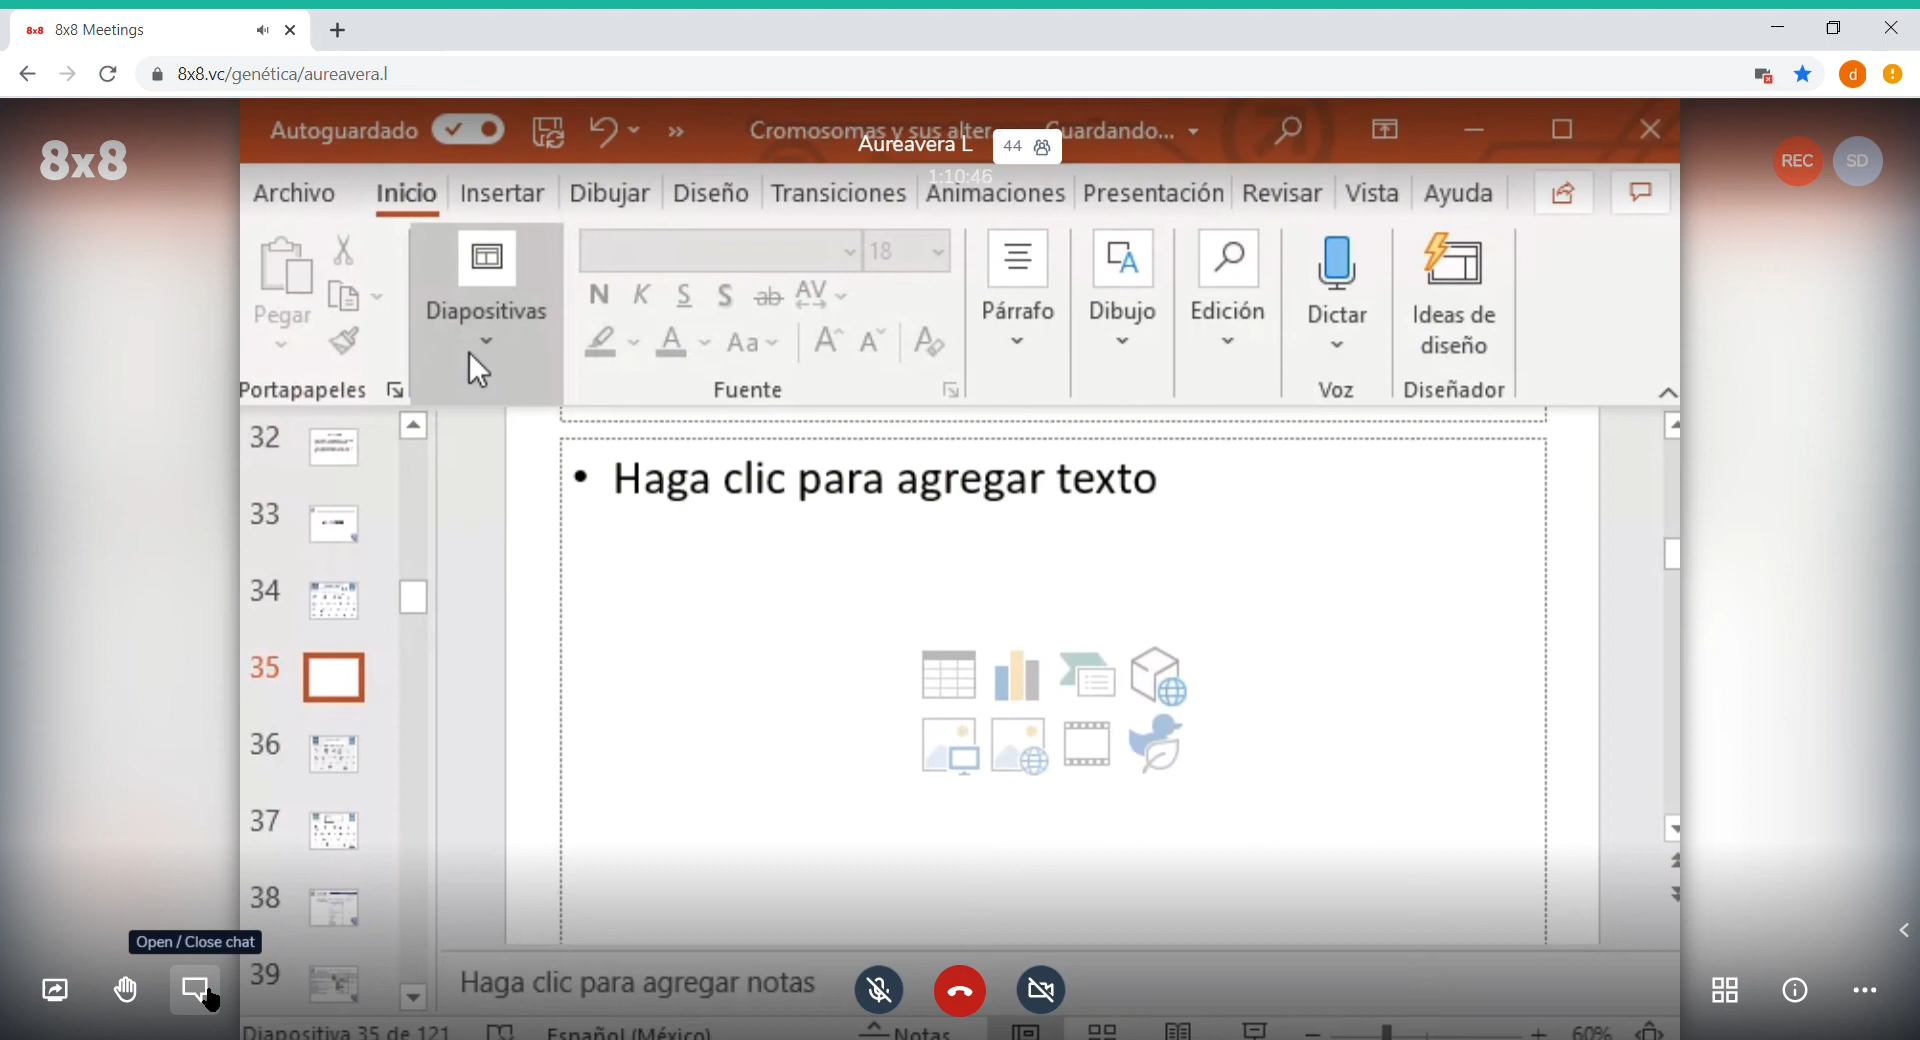 8x8 8x8 Meetings
8x8.vc/genética/aureavera.l
d
8x8
Autoguardado
Cromosomas y sus alter... Guardando...
Aureavera L
44
1:10:46
REC
SD
Archivo Inicio Insertar Dibujar Diseño Transiciones Animaciones Presentación Revisar Vista Ayuda
18
Pegar
Diapositivas
N K S S ab AV
Aa A A
Párrafo
Dibujo
Edición
Dictar
Ideas de
diseño
Portapapeles
Fuente
Voz
Diseñador
32
33
34
35
36
37
38
39
• Haga clic para agregar texto
Open / Close chat
Haga clic para agregar notas
Diapositiva 35 de 121
Español (México)
Notas
60%